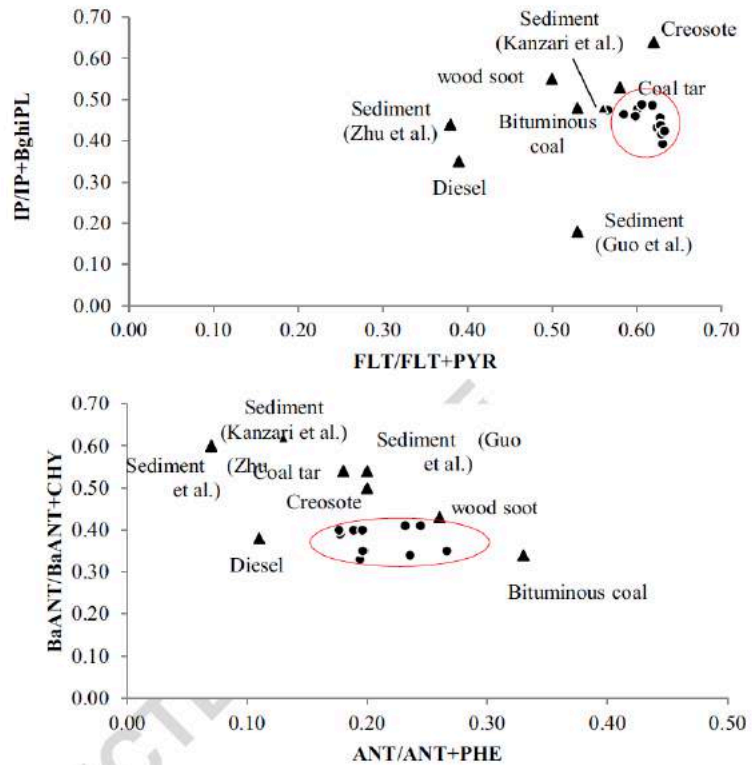 0.70
Sediment
(Kanzari et al.)
Creosote
0.60
wood soot
Coal tar
0.50
Sediment
(Zhu et al.)
Bituminous
coal
0.40
Diesel
0.30
Sediment
(Guo et al.)
0.20
0.10
0.00
0.00 0.10 0.20 0.30 0.40 0.50 0.60 0.70
IP/IP+BghiPL
FLT/FLT+PYR
0.70
Sediment
(Kanzari et al.)
Sediment (Guo
et al.)
0.60
Sediment (Zhu
et al.)
Coal tar
0.50
Creosote
wood soot
0.40
Diesel
Bituminous coal
0.30
0.20
0.10
0.00
0.00 0.10 0.20 0.30 0.40 0.50
BaANT/BaANT+CHY
ANT/ANT+PHE